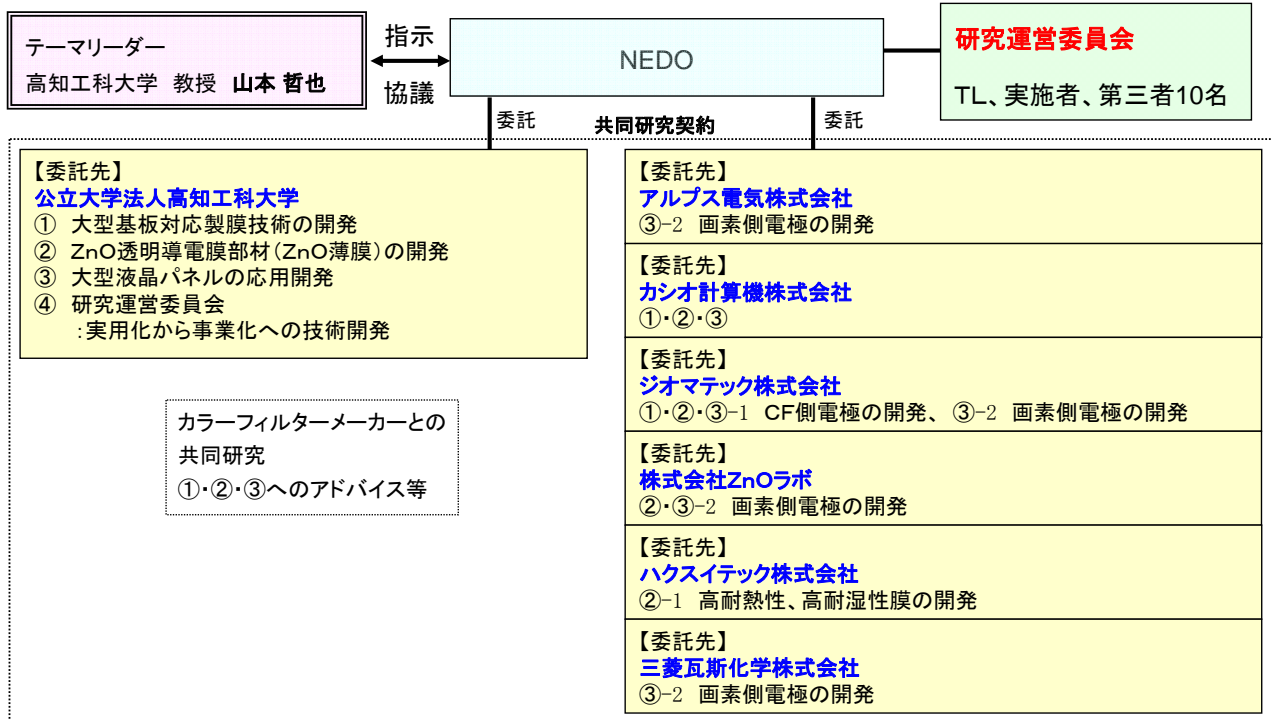 テーマリーダー
高知工科大学 教授 山本 哲也
指示
協議
NEDO
研究運営委員会
TL、実施者、第三者10名
委託
共同研究契約
委託
【委託先】
公立大学法人高知工科大学
① 大型基板対応製膜技術の開発
② ZnO透明導電膜部材(ZnO薄膜)の開発
③ 大型液晶パネルの応用開発
④ 研究運営委員会
:実用化から事業化への技術開発
カラーフィルターメーカーとの
共同研究
①・②・③へのアドバイス等
【委託先】
アルプス電気株式会社
③-2 画素側電極の開発
【委託先】
カシオ計算機株式会社
①・②・③
【委託先】
ジオマテック株式会社
①・②・③-1 CF側電極の開発、 ③-2 画素側電極の開発
【委託先】
株式会社ZnOラボ
②・③-2 画素側電極の開発
【委託先】
ハクスイテック株式会社
②-1 高耐熱性、高耐湿性膜の開発
【委託先】
三菱瓦斯化学株式会社
③-2 画素側電極の開発